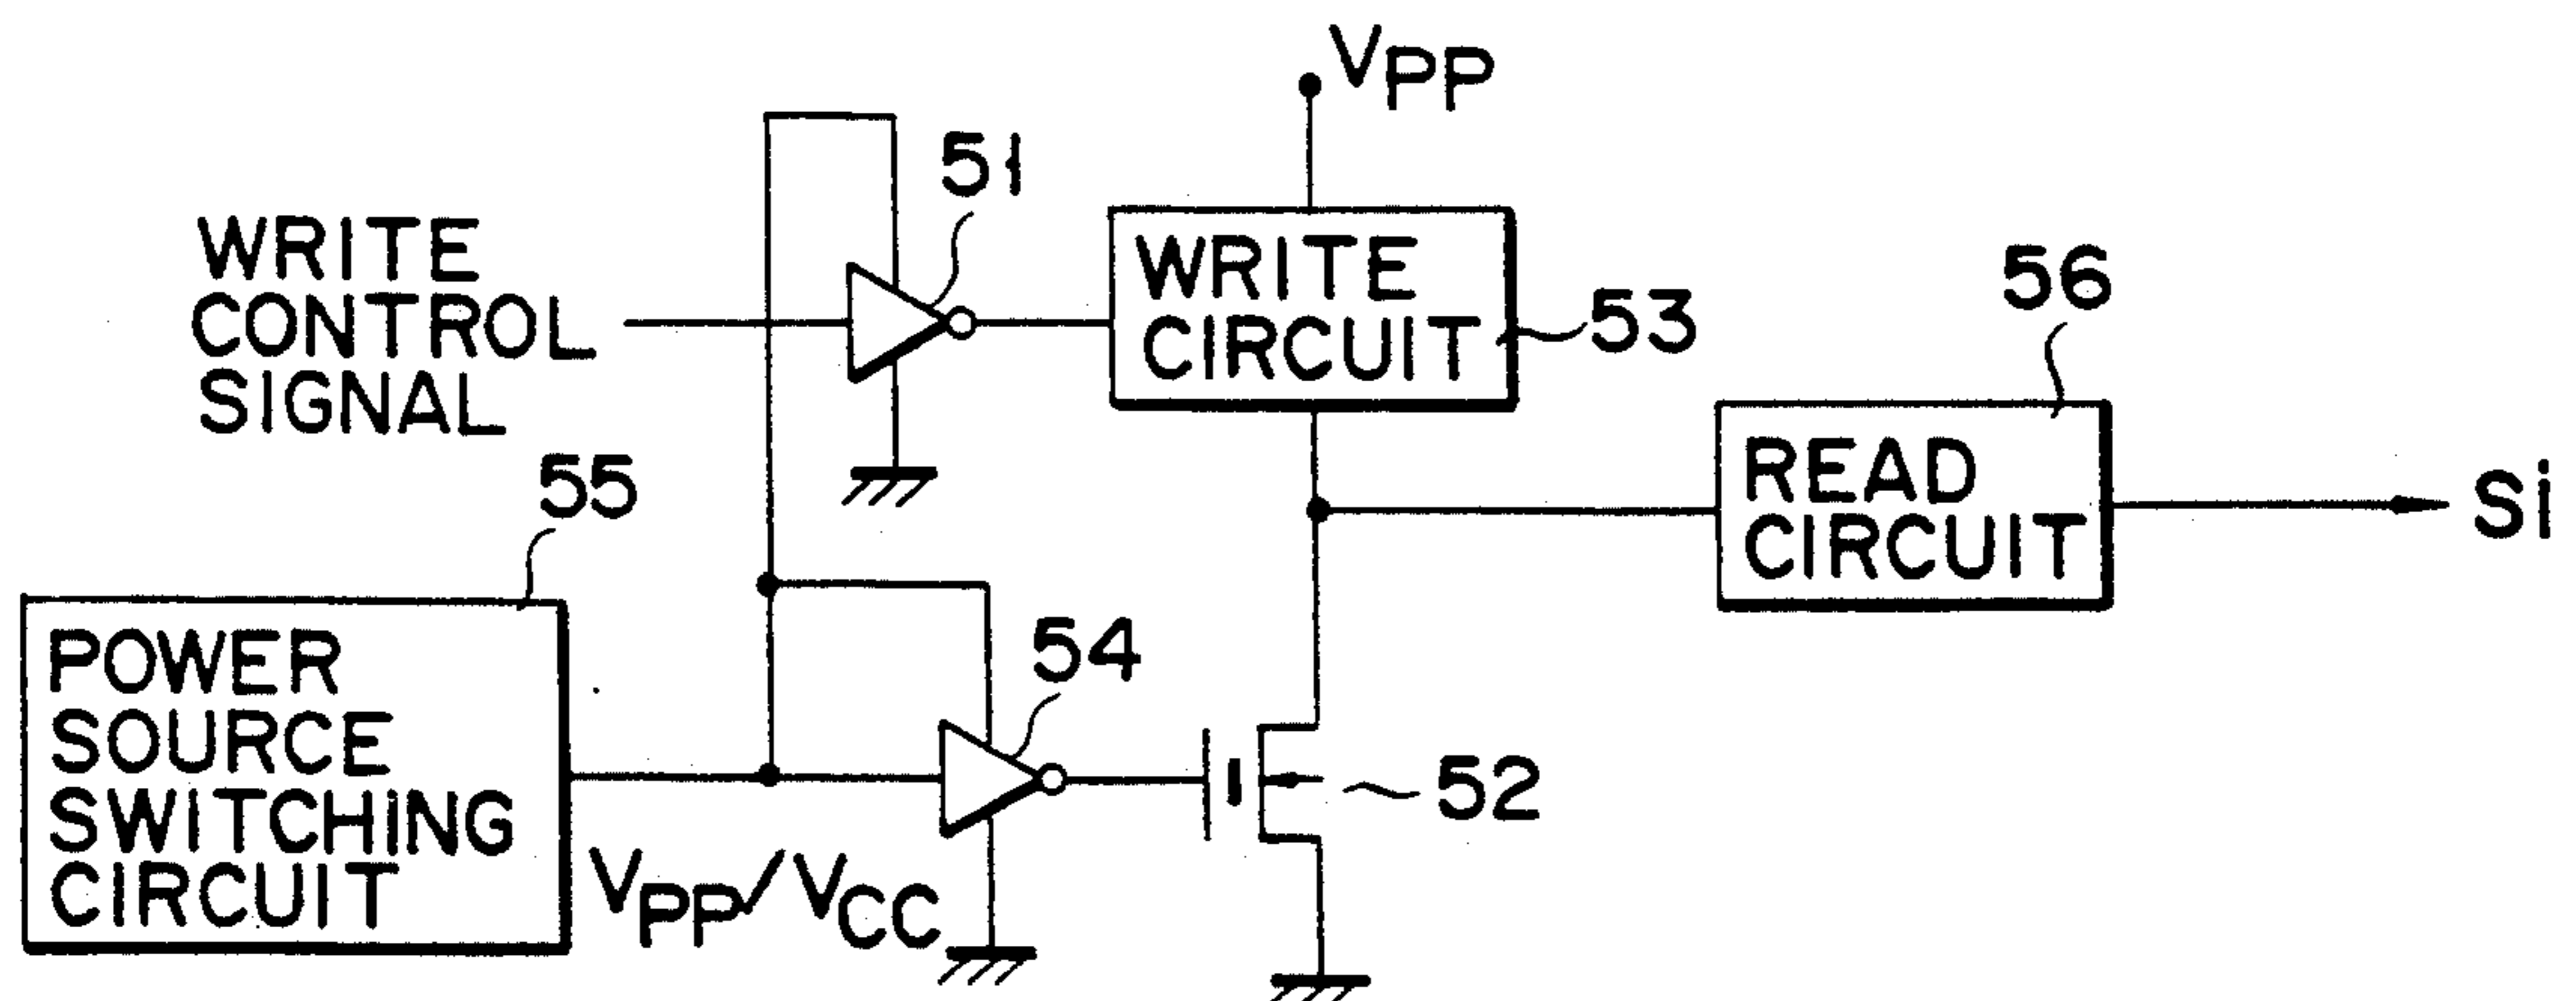 VPP
51
WRITE
CONTROL
SIGNAL
WRITE
CIRCUIT
53
56
READ
CIRCUIT
Si
55
POWER
SOURCE
SWITCHING
CIRCUIT
54
VPP/VCC
52